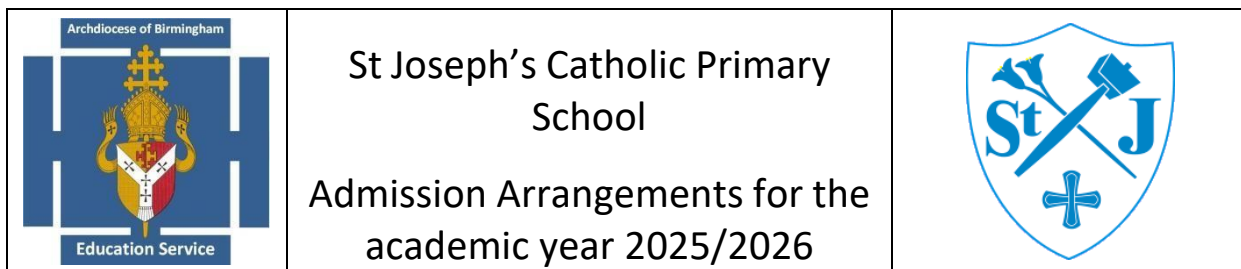 Archdiocese of Birmingham
Education Service
St Joseph’s Catholic Primary
School
Admission Arrangements for the
academic year 2025/2026
St J